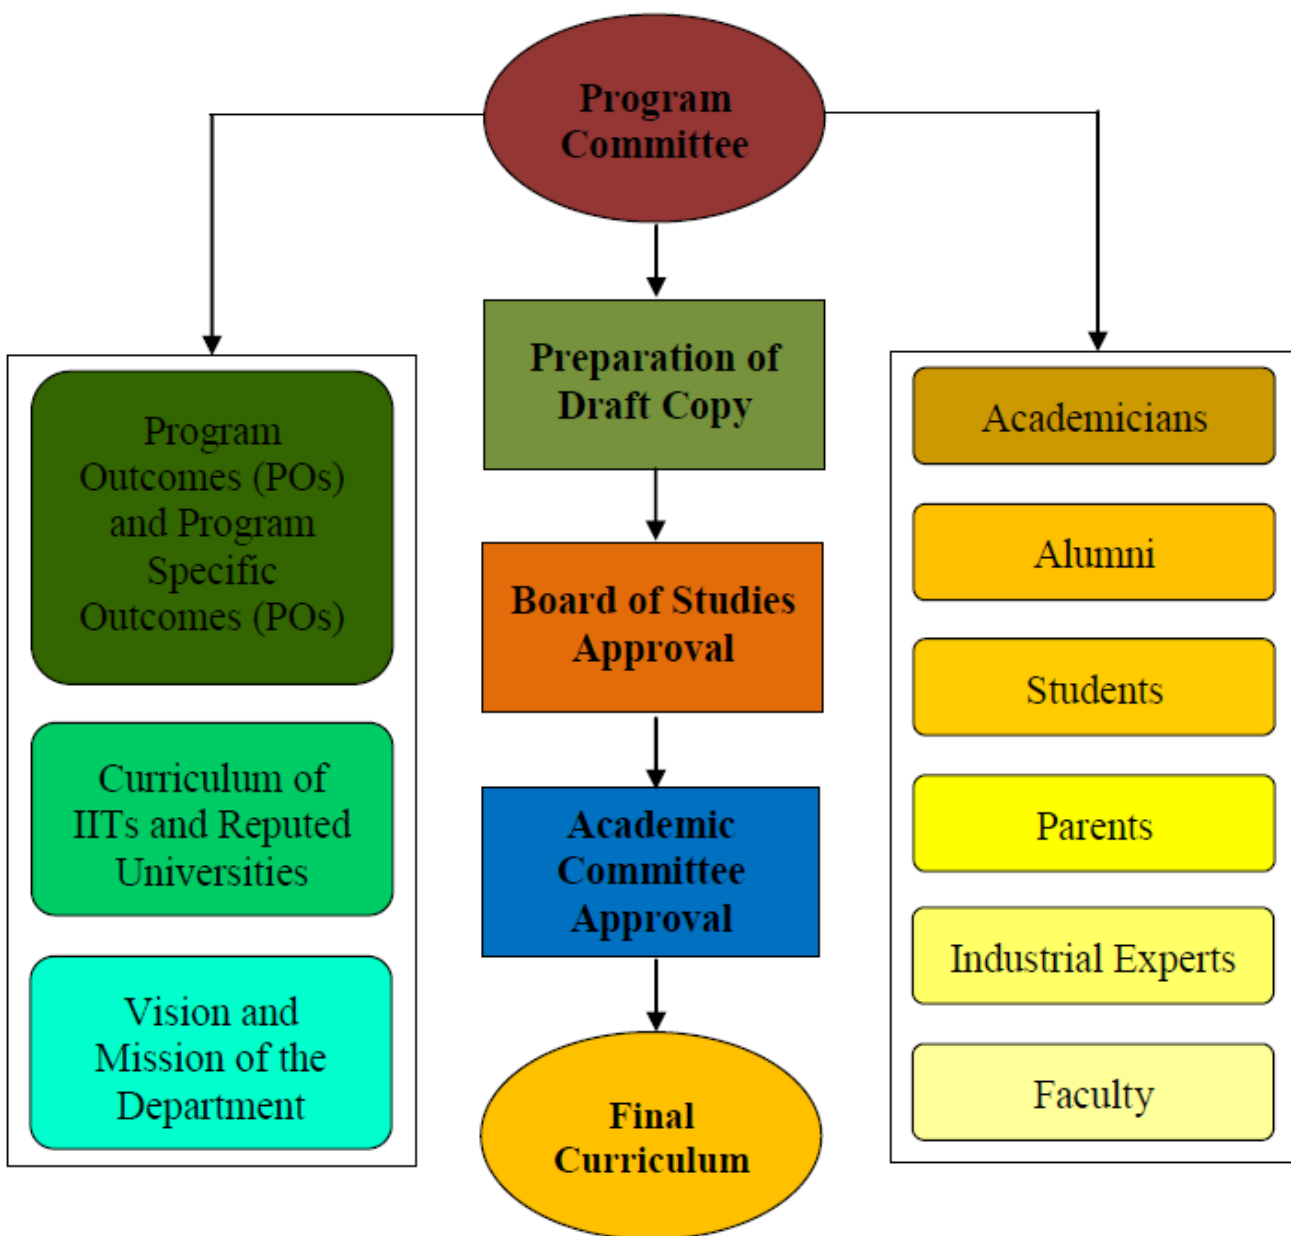 Program
Committee
Program
Outcomes (POs)
and Program
Specific
Outcomes (POs)
Curriculum of
IITs and Reputed
Universities
Vision and
Mission of the
Department
Preparation of
Draft Copy
Board of Studies
Approval
Academic
Committee
Approval
Final
Curriculum
Academicians
Alumni
Students
Parents
Industrial Experts
Faculty